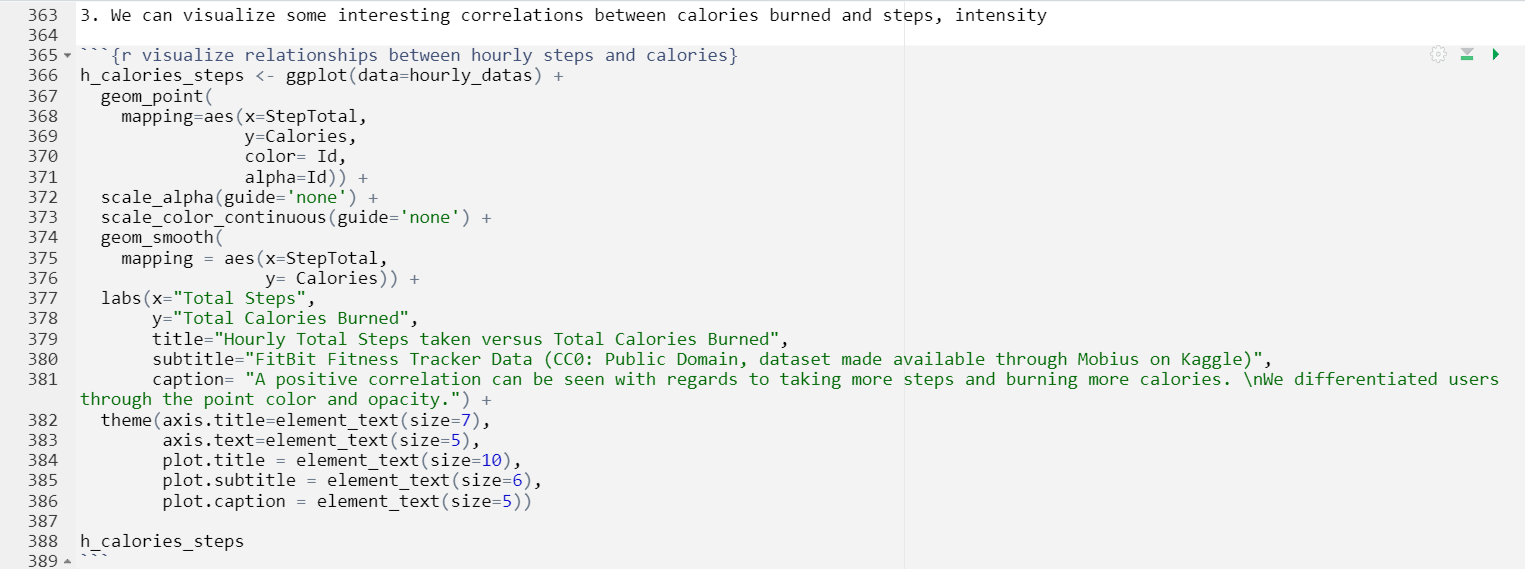 363 3. We can visualize some interesting correlations between calories burned and steps, intensity
364
365 ```{r visualize relationships between hourly steps and calories}
366 h_calories_steps <- ggplot(data=hourly_datas) +
367   geom_point(
368     mapping=aes(x=StepTotal,
369                 y=Calories,
370                 color= Id,
371                 alpha=Id)) +
372   scale_alpha(guide='none') +
373   scale_color_continuous(guide='none') +
374   geom_smooth(
375     mapping = aes(x=StepTotal,
376                   y= Calories)) +
377   labs(x="Total Steps",
378        y="Total Calories Burned",
379        title="Hourly Total Steps taken versus Total Calories Burned",
380        subtitle="FitBit Fitness Tracker Data (CC0: Public Domain, dataset made available through Mobius on Kaggle)",
381        caption= "A positive correlation can be seen with regards to taking more steps and burning more calories. \nWe differentiated users
through the point color and opacity.") +
382   theme(axis.title=element_text(size=7),
383         axis.text=element_text(size=5),
384         plot.title = element_text(size=10),
385         plot.subtitle = element_text(size=6),
386         plot.caption = element_text(size=5))
387
388 h_calories_steps
389 ```